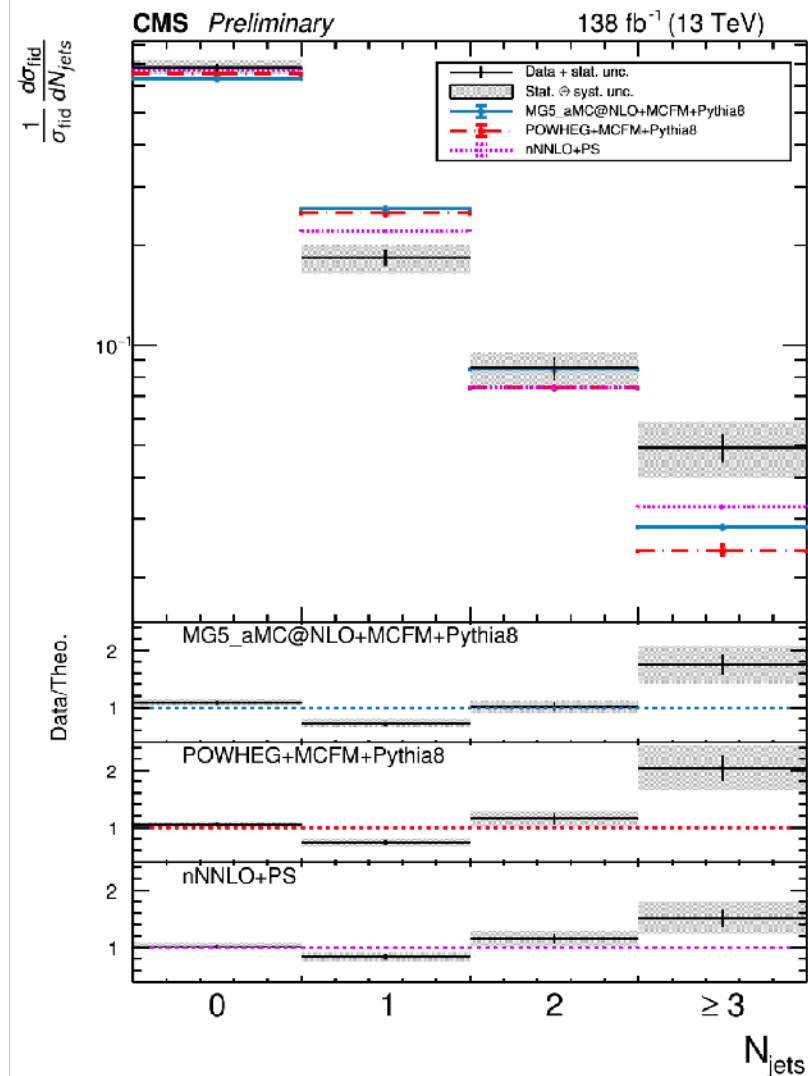 CMS Preliminary 138 fb⁻¹ (13 TeV)
1 dσfid
σfid dNjets
Data + stat. unc.
Stat. ⊕ syst. unc.
MG5_aMC@NLO+MCFM+Pythia8
POWHEG+MCFM+Pythia8
nNNLO+PS
10⁻¹
Data/Theo.
MG5_aMC@NLO+MCFM+Pythia8
2
1
POWHEG+MCFM+Pythia8
2
1
nNNLO+PS
2
1
0 1 2 ≥ 3
Njets